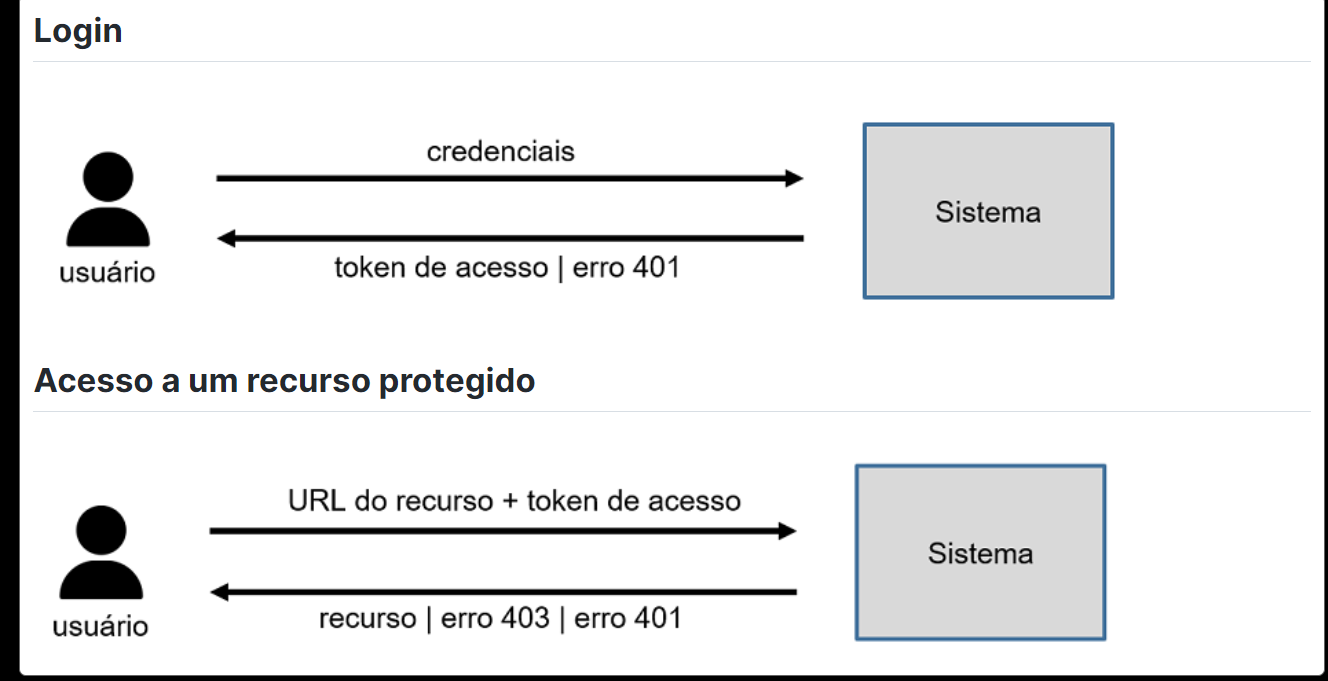 Login
credenciais
Sistema
token de acesso | erro 401
usuário
Acesso a um recurso protegido
URL do recurso + token de acesso
Sistema
recurso | erro 403 | erro 401
usuário